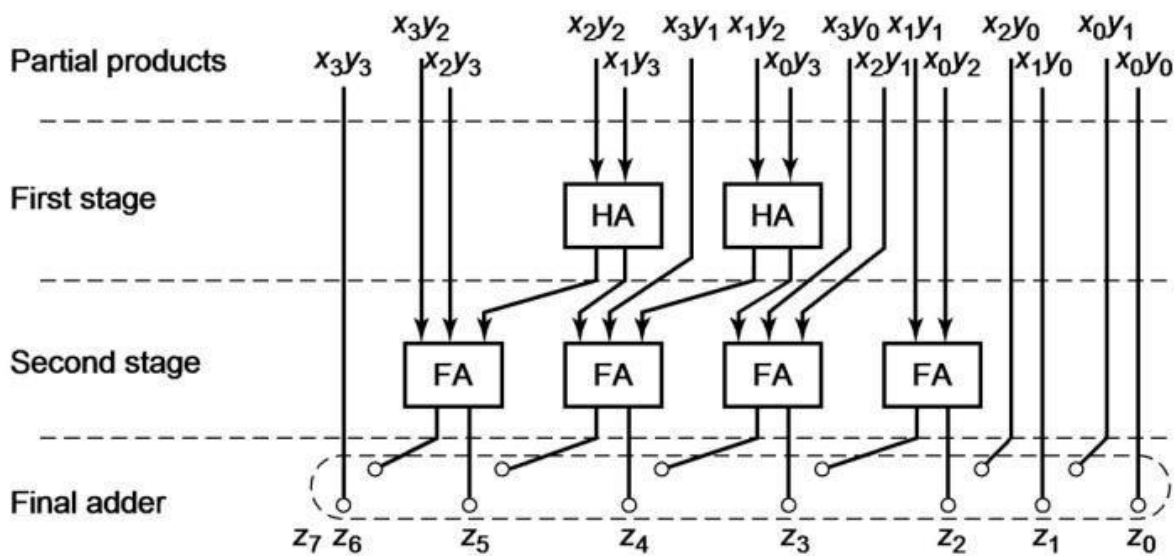 x₃y₂ x₂y₂ x₃y₁ x₁y₂ x₃y₀ x₁y₁ x₂y₀ x₀y₁
Partial products x₃y₃ x₂y₃ x₁y₃ x₀y₃ x₂y₁ x₀y₂ x₁y₀ x₀y₀
First stage HA HA
Second stage FA FA FA FA
Final adder
z₇ z₆ z₅ z₄ z₃ z₂ z₁ z₀